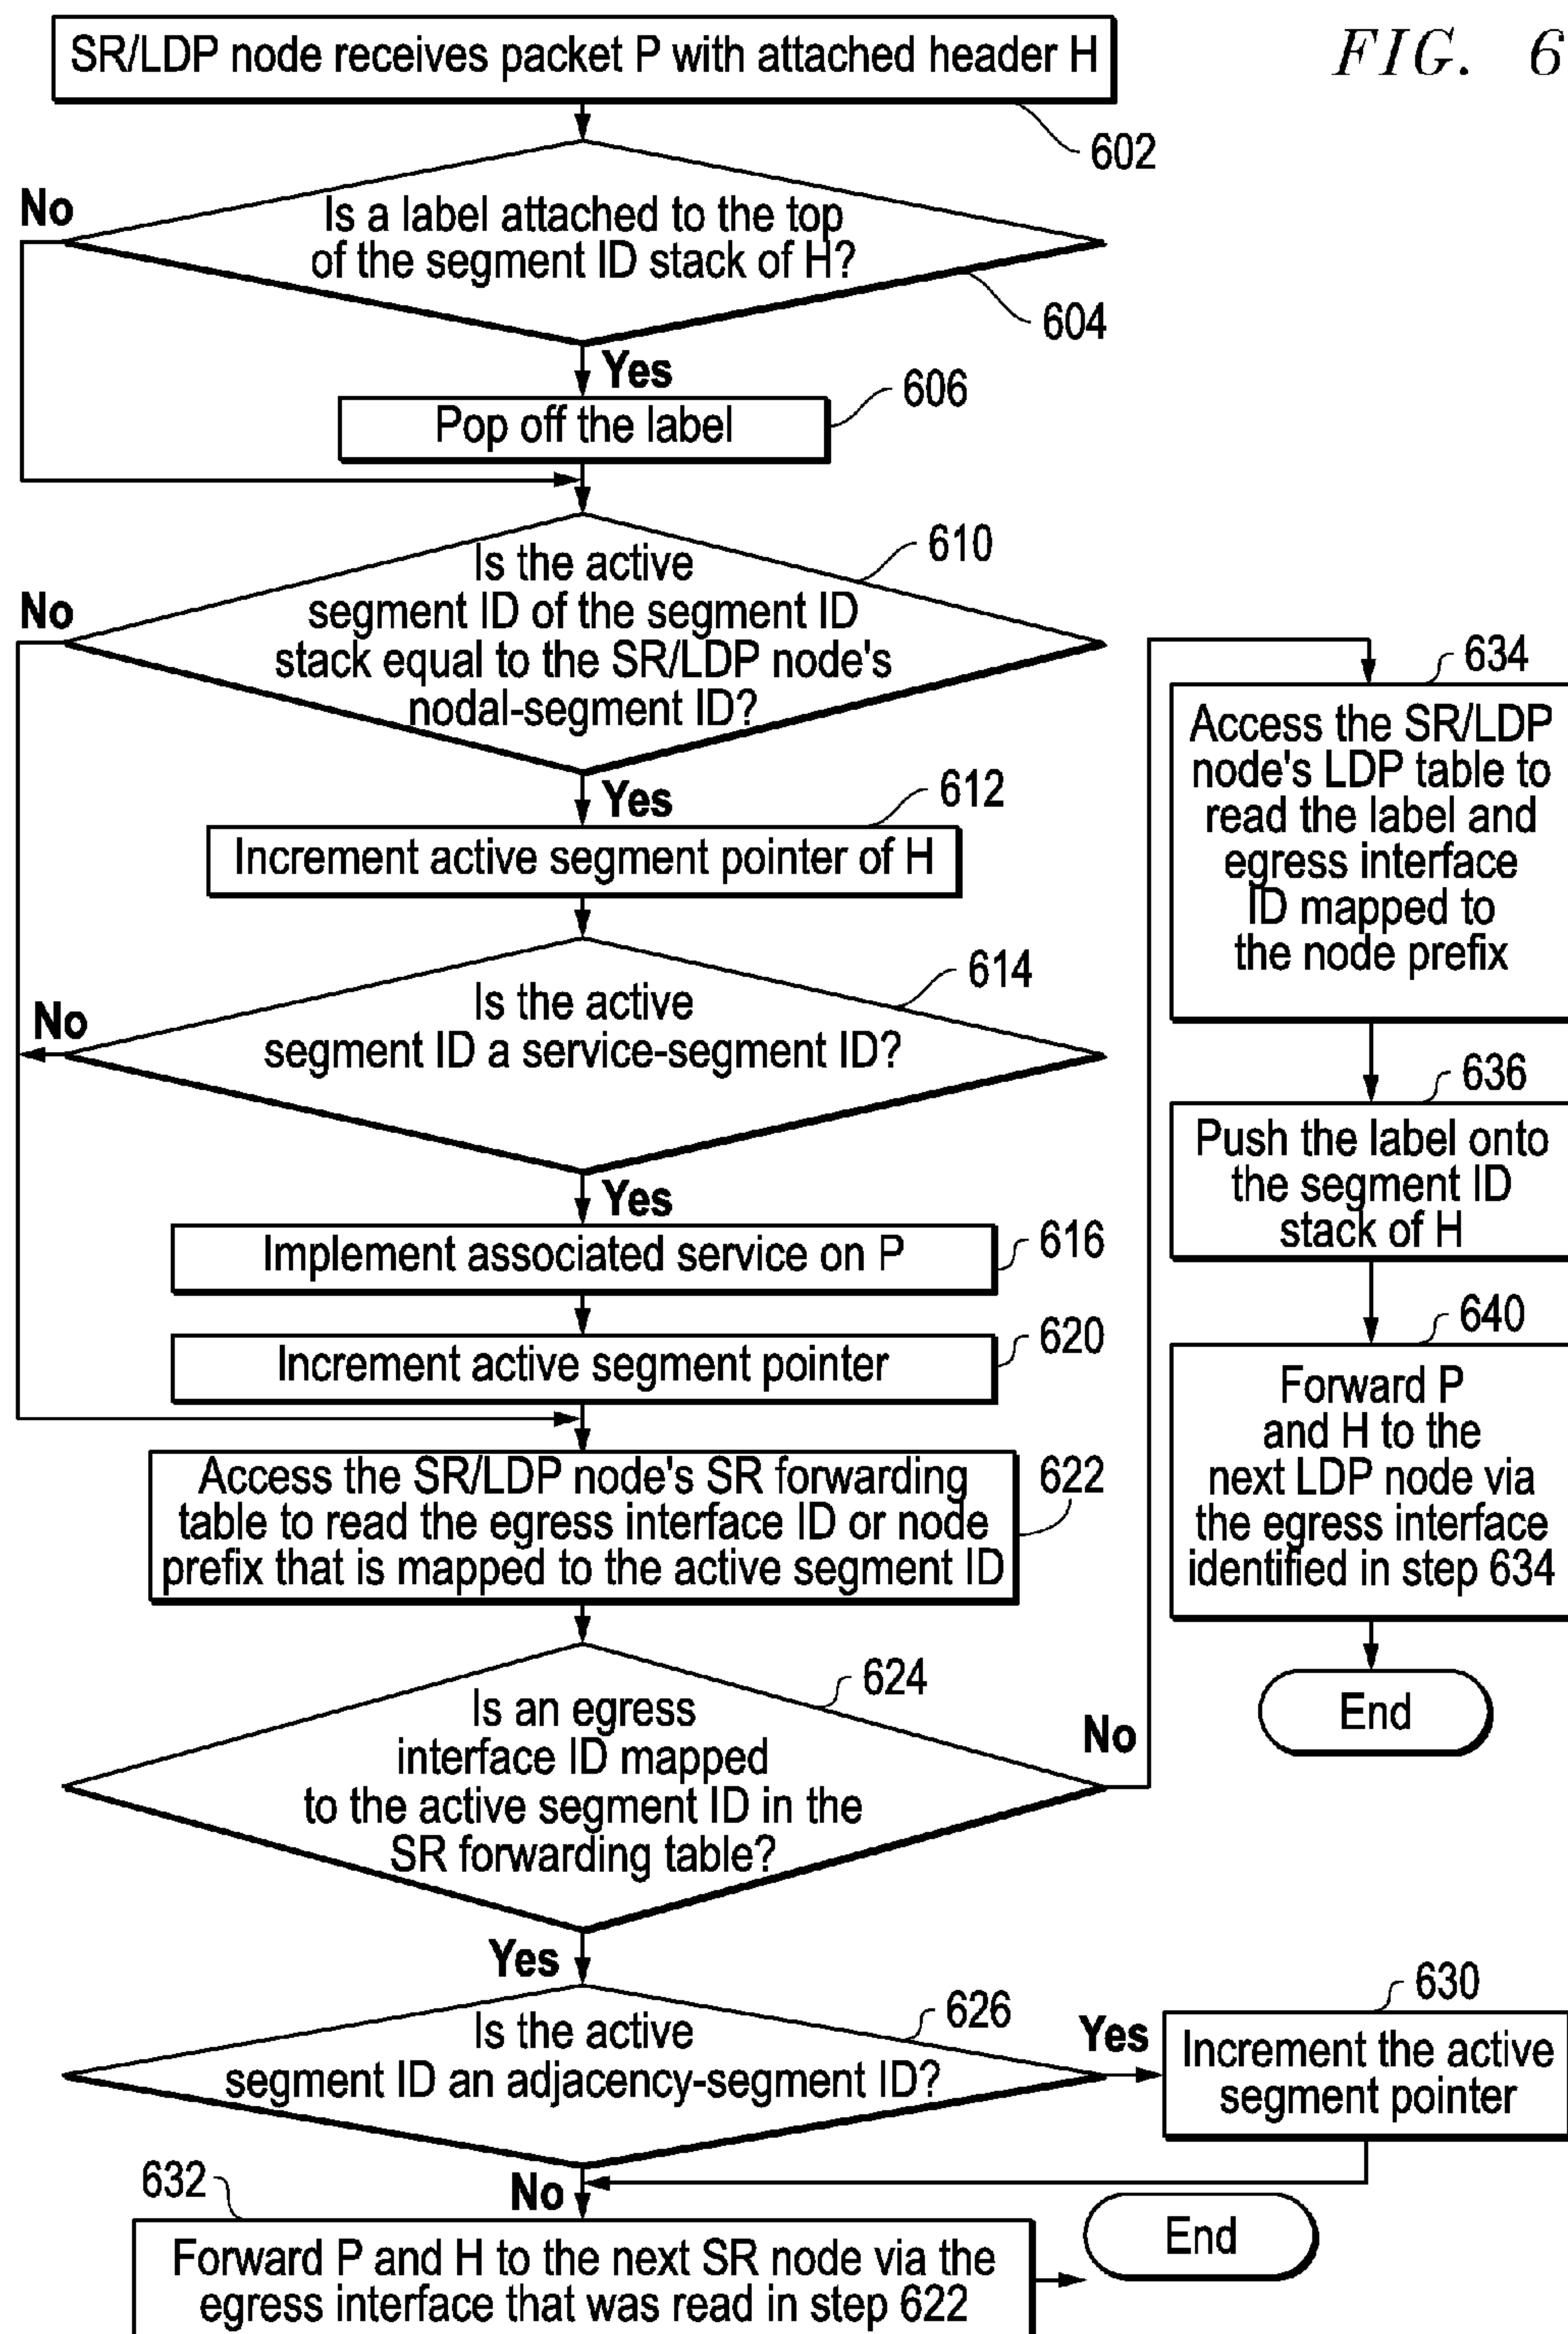 FIG. 6
SR/LDP node receives packet P with attached header H
602
No
Is a label attached to the top
of the segment ID stack of H?
604
Yes
606
Pop off the label
610
No
Is the active
segment ID of the segment ID
stack equal to the SR/LDP node's
nodal-segment ID?
Yes
612
Increment active segment pointer of H
614
No
Is the active
segment ID a service-segment ID?
Yes
Implement associated service on P
616
Increment active segment pointer
620
Access the SR/LDP node's SR forwarding
table to read the egress interface ID or node
prefix that is mapped to the active segment ID
622
624
Is an egress
interface ID mapped
to the active segment ID in the
SR forwarding table?
No
Yes
626
Is the active
segment ID an adjacency-segment ID?
Yes
630
Increment the active
segment pointer
No
632
Forward P and H to the next SR node via the
egress interface that was read in step 622
End
634
Access the SR/LDP
node's LDP table to
read the label and
egress interface
ID mapped to
the node prefix
636
Push the label onto
the segment ID
stack of H
640
Forward P
and H to the
next LDP node via
the egress interface
identified in step 634
End